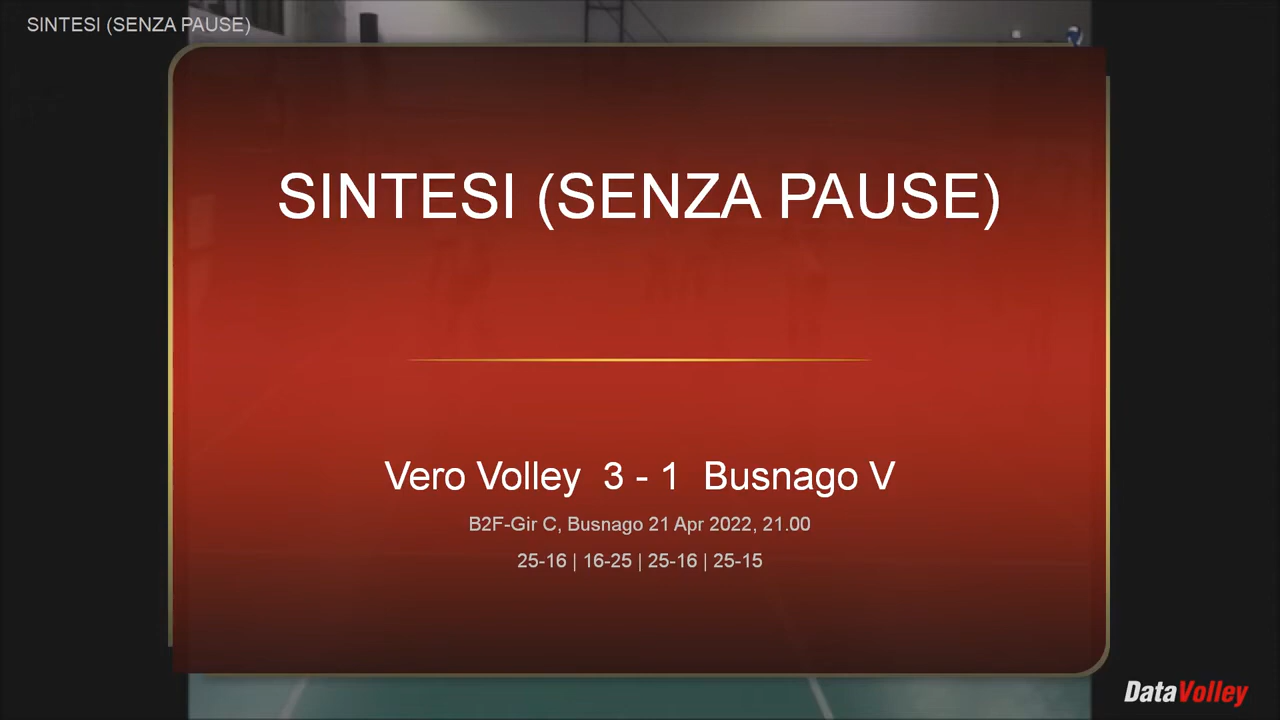 SINTESI (SENZA PAUSE)
SINTESI (SENZA PAUSE)
Vero Volley 3 - 1 Busnago V
B2F-Gir C, Busnago 21 Apr 2022, 21.00
25-16 | 16-25 | 25-16 | 25-15
DataVolley